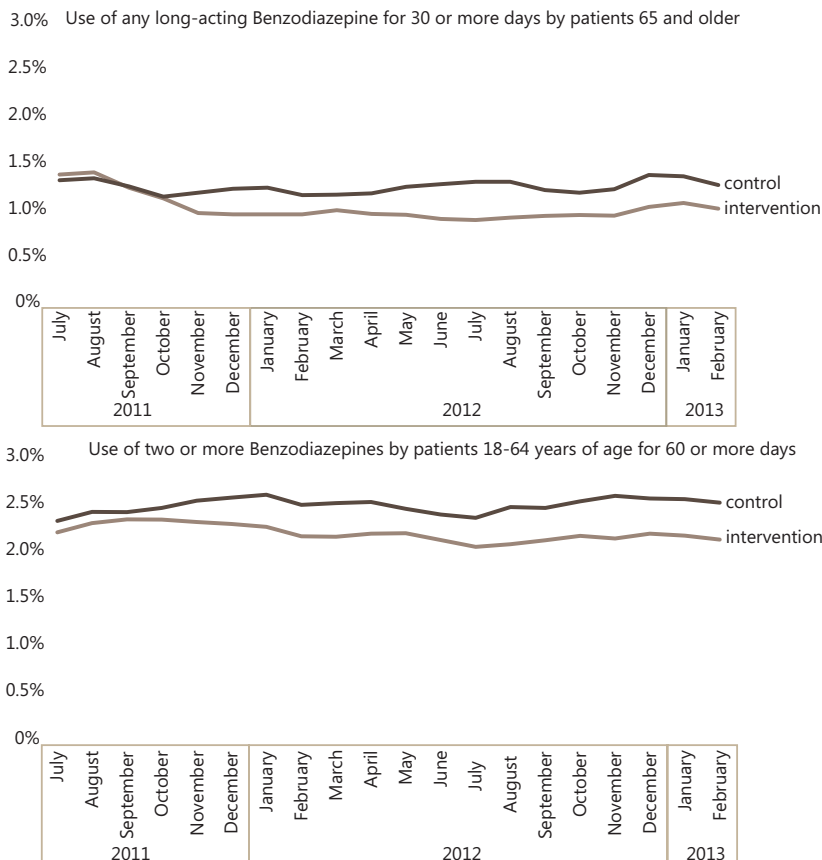 3.0% Use of any long-acting Benzodiazepine for 30 or more days by patients 65 and older
2.5%
2.0%
1.5%
control
1.0%
intervention
0.5%
0%
July August September October November December January February March April May June July August September October November December January February
2011 2012 2013
3.0% Use of two or more Benzodiazepines by patients 18-64 years of age for 60 or more days
2.5%
control
2.0%
intervention
1.5%
1.0%
0.5%
0%
July August September October November December January February March April May June July August September October November December January February
2011 2012 2013